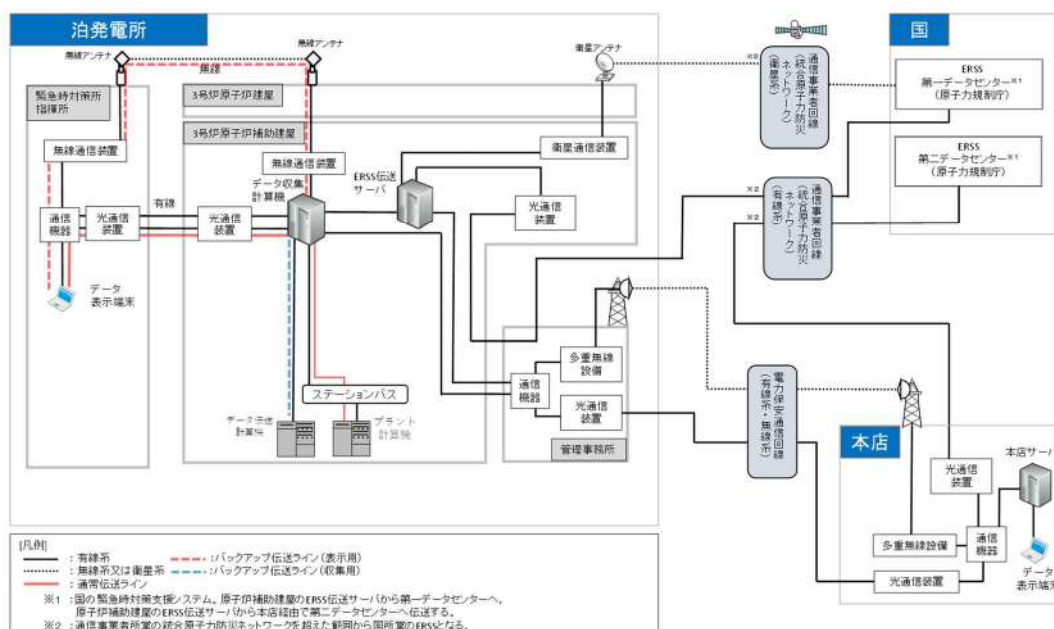 泊発電所
無線アンテナ
無線アンテナ
無線
衛星アンテナ
緊急時対策所
指揮所
3号炉原子炉建屋
3号炉原子炉補助建屋
無線通信装置
無線通信装置
データ収集
計算機
ERSS伝送
サーバ
衛星通信装置
有線
通信
機器
光通信
装置
光通信
装置
光通信
装置
データ
表示端末
ステーションバス
データ伝送
計算機
プラント
計算機
通信
機器
多重無線
設備
光通信
装置
管理事務所
※2
通信事業者回線
(統合原子力防災
ネットワーク)
(衛星系)
※2
※2
通信事業者回線
(統合原子力防災
ネットワーク)
(有線系)
電力保安通信回線
(有線系・無線系)
国
ERSS
第一データセンター※1
(原子力規制庁)
ERSS
第二データセンター※1
(原子力規制庁)
本店
本店サーバ
光通信
装置
多重無線設備
通信
機器
光通信装置
データ
表示端末
[凡例]
:有線系
:バックアップ伝送ライン(表示用)
:無線系又は衛星系
:バックアップ伝送ライン(収集用)
:通常伝送ライン
※1 :国の緊急時対策支援システム。原子炉補助建屋のERSS伝送サーバから第一データセンターへ,
原子炉補助建屋のERSS伝送サーバから本店経由で第二データセンターへ伝送する。
※2 :通信事業者所掌の統合原子力防災ネットワークを超えた範囲から国所掌のERSSとなる。